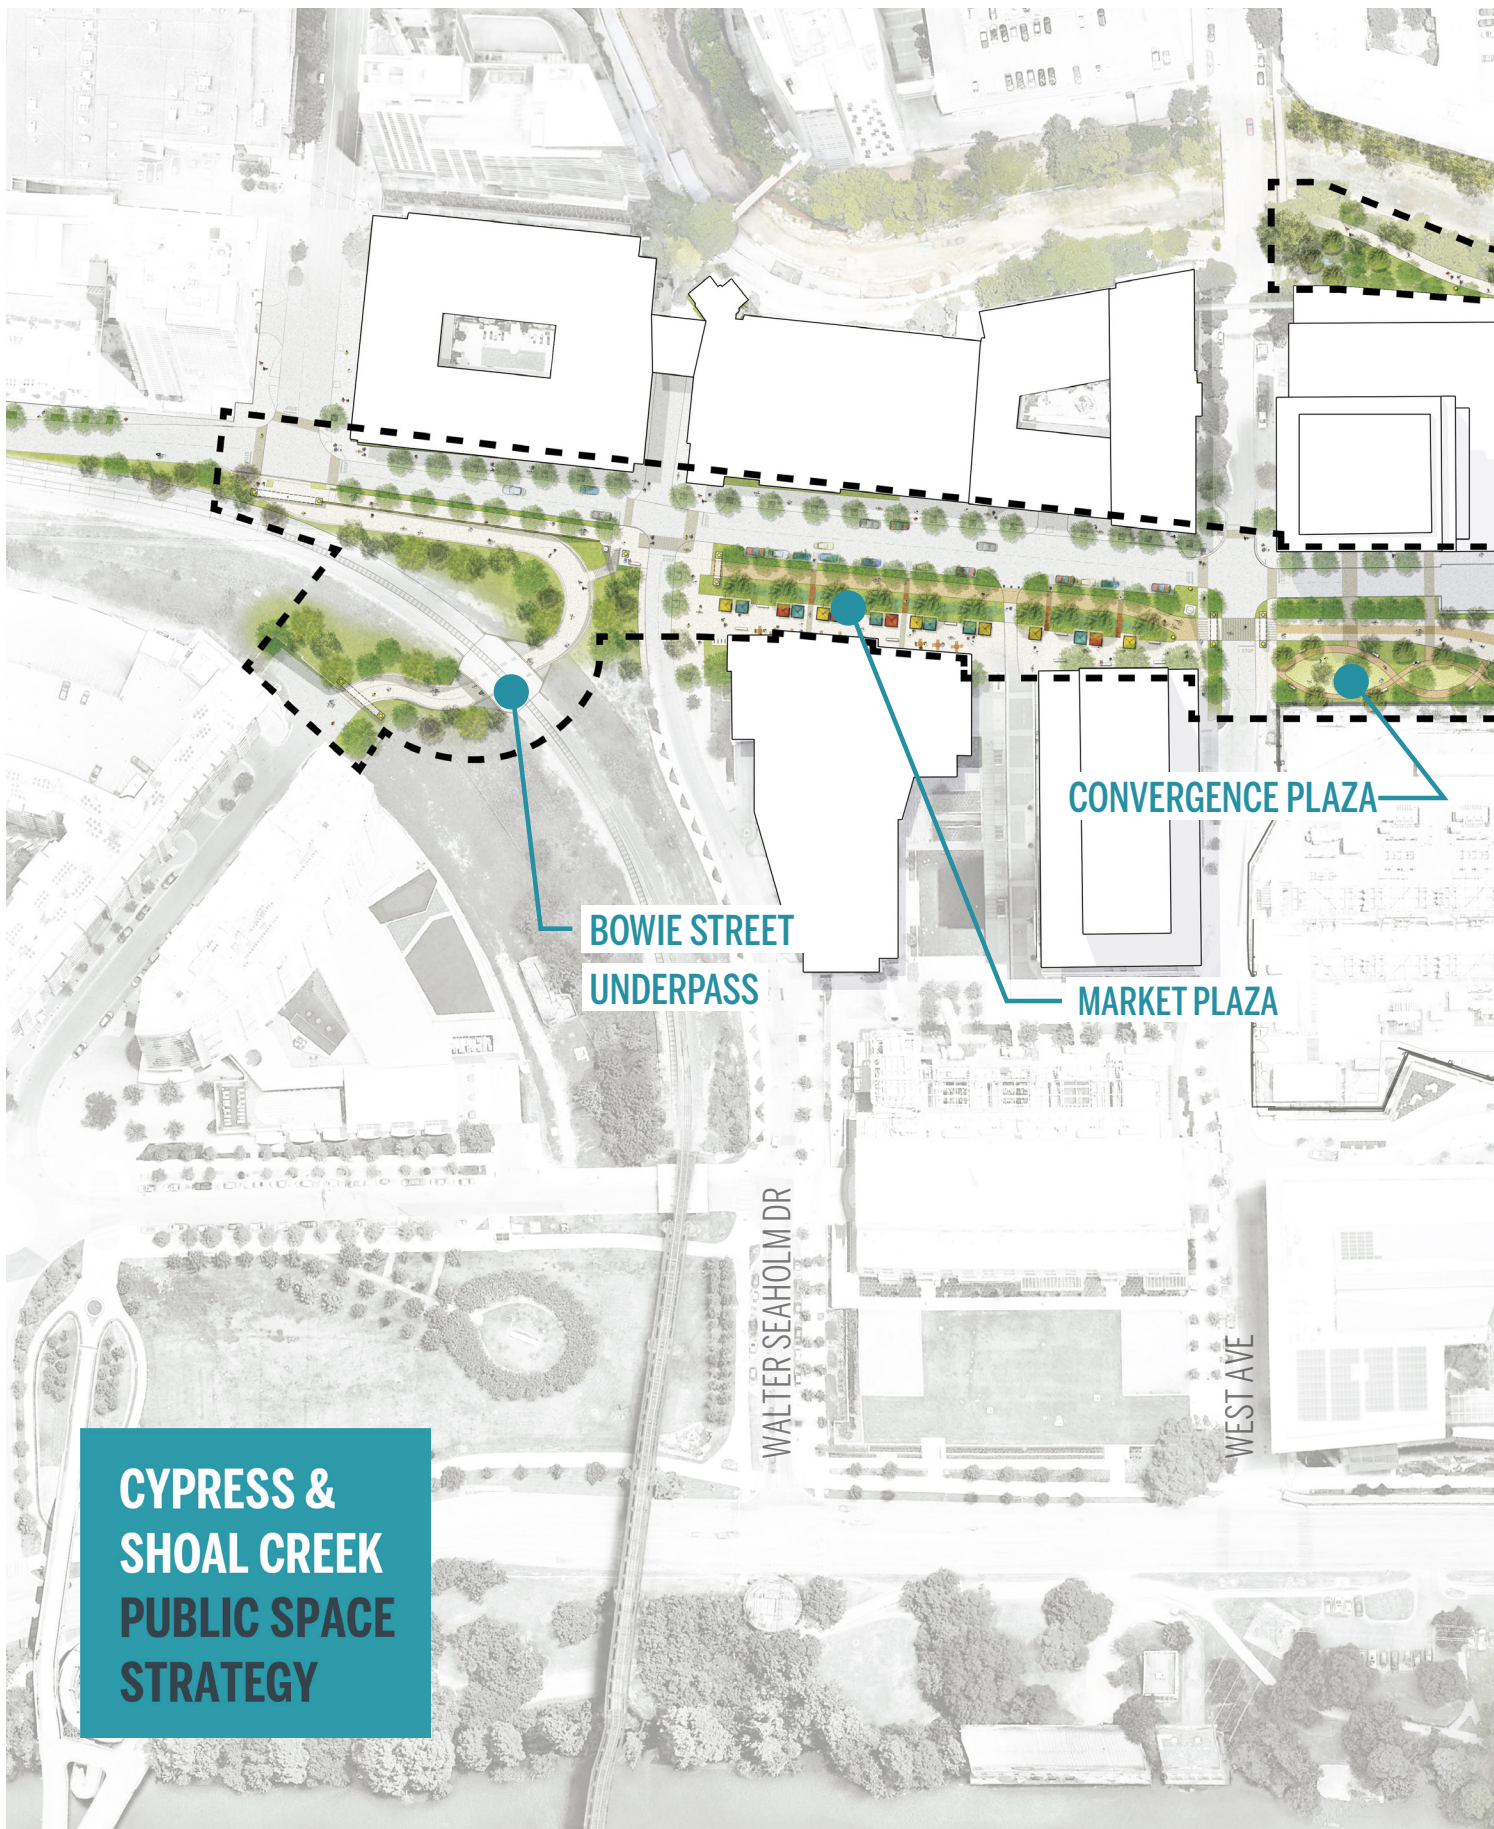 CONVERGENCE PLAZA
BOWIE STREET
UNDERPASS
MARKET PLAZA
WALTER SEAHOLM DR
WEST AVE
CYPRESS &
SHOAL CREEK
PUBLIC SPACE
STRATEGY